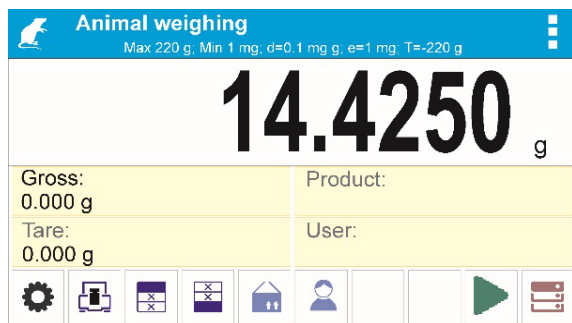 Animal weighing
Max 220 g; Min 1 mg; d=0.1 mg g; e=1 mg; T=-220 g
14.4250 g
Gross:
0.000 g
Product:
Tare:
0.000 g
User: